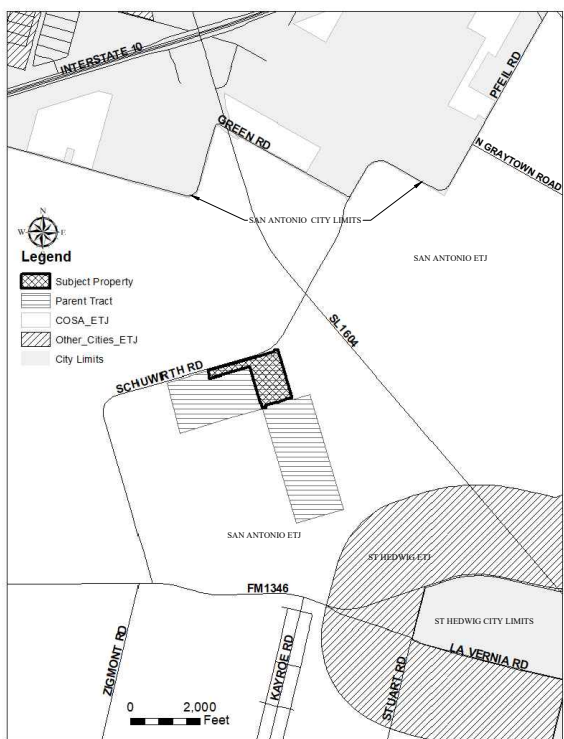 INTERSTATE 10
PFEIL RD
GREEN RD
N GRAYTOWN ROAD
SAN ANTONIO CITY LIMITS
SAN ANTONIO ETJ
N
W
E
S
Legend
Subject Property
Parent Tract
COSA_ETJ
Other_Cities_ETJ
City Limits
SL1604
SCHUWIRTH RD
SAN ANTONIO ETJ
ST HEDWIG ETJ
FM1346
ST HEDWIG CITY LIMITS
LA VERNIA RD
ZIGMONT RD
KAYROE RD
STUART RD
0 2,000
Feet